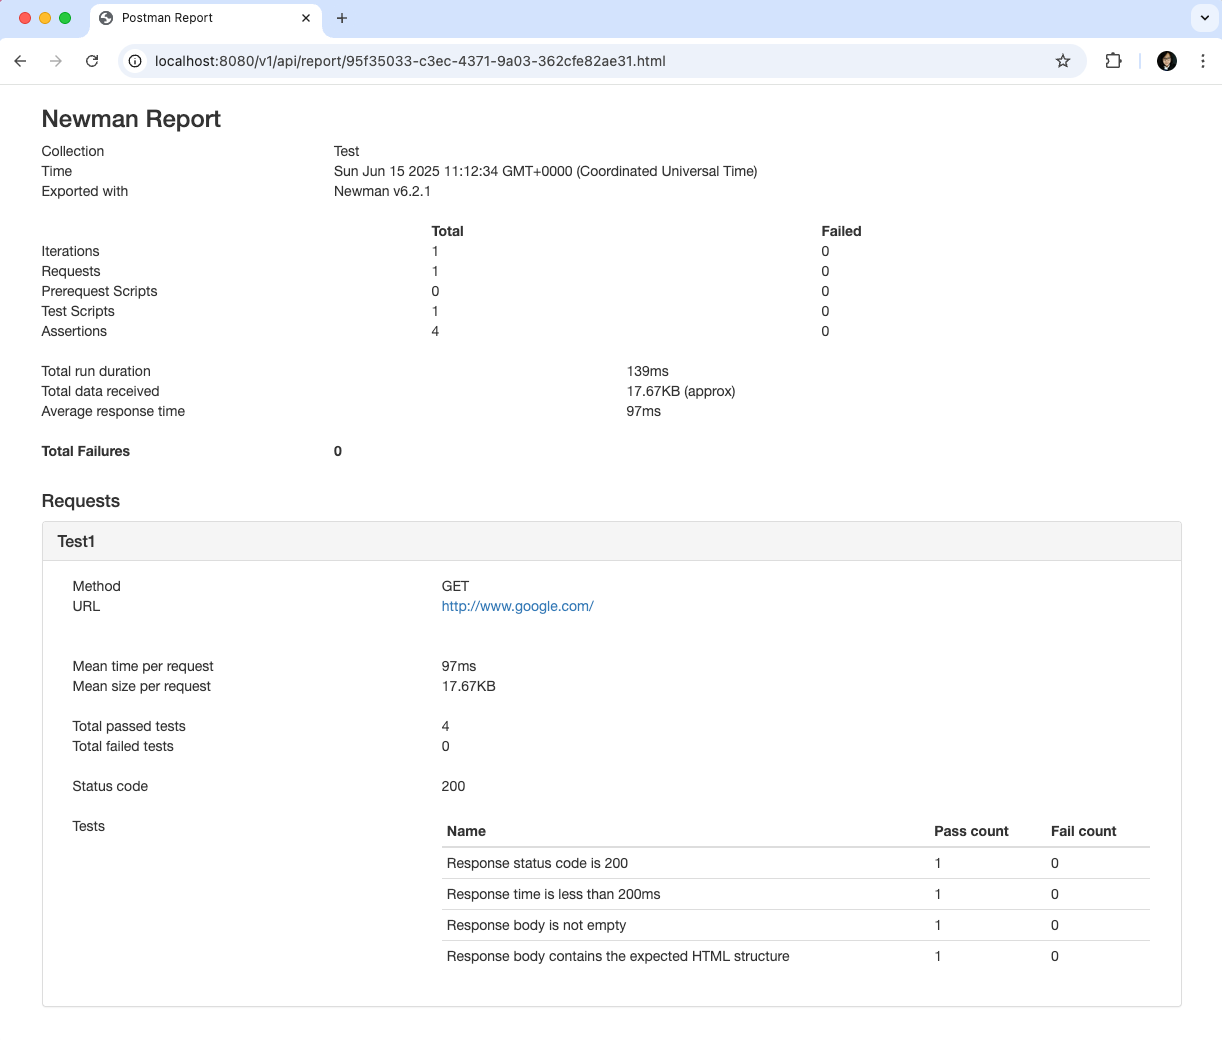 Postman Report
localhost:8080/v1/api/report/95f35033-c3ec-4371-9a03-362cfe82ae31.html
Newman Report
Collection Test
Time Sun Jun 15 2025 11:12:34 GMT+0000 (Coordinated Universal Time)
Exported with Newman v6.2.1
Total Failed
Iterations 1 0
Requests 1 0
Prerequest Scripts 0 0
Test Scripts 1 0
Assertions 4 0
Total run duration 139ms
Total data received 17.67KB (approx)
Average response time 97ms
Total Failures 0
Requests
Test1
Method GET
URL http://www.google.com/
Mean time per request 97ms
Mean size per request 17.67KB
Total passed tests 4
Total failed tests 0
Status code 200
Tests
Name Pass count Fail count
Response status code is 200 1 0
Response time is less than 200ms 1 0
Response body is not empty 1 0
Response body contains the expected HTML structure 1 0